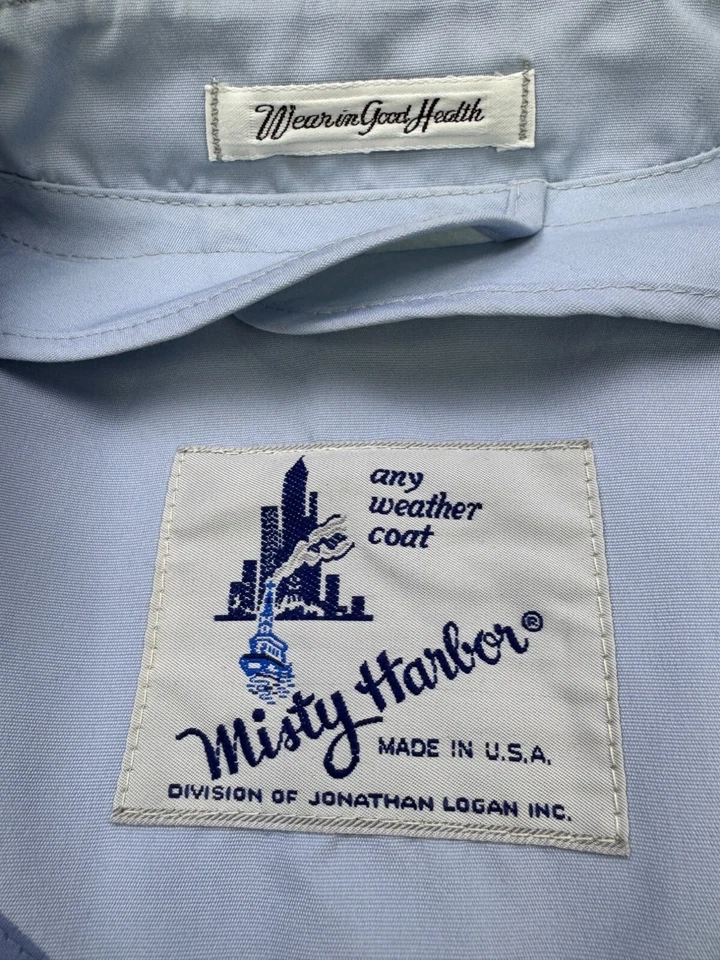 Wear in Good Health
any
weather
coat
Misty Harbor®
MADE IN U.S.A.
DIVISION OF JONATHAN LOGAN INC.